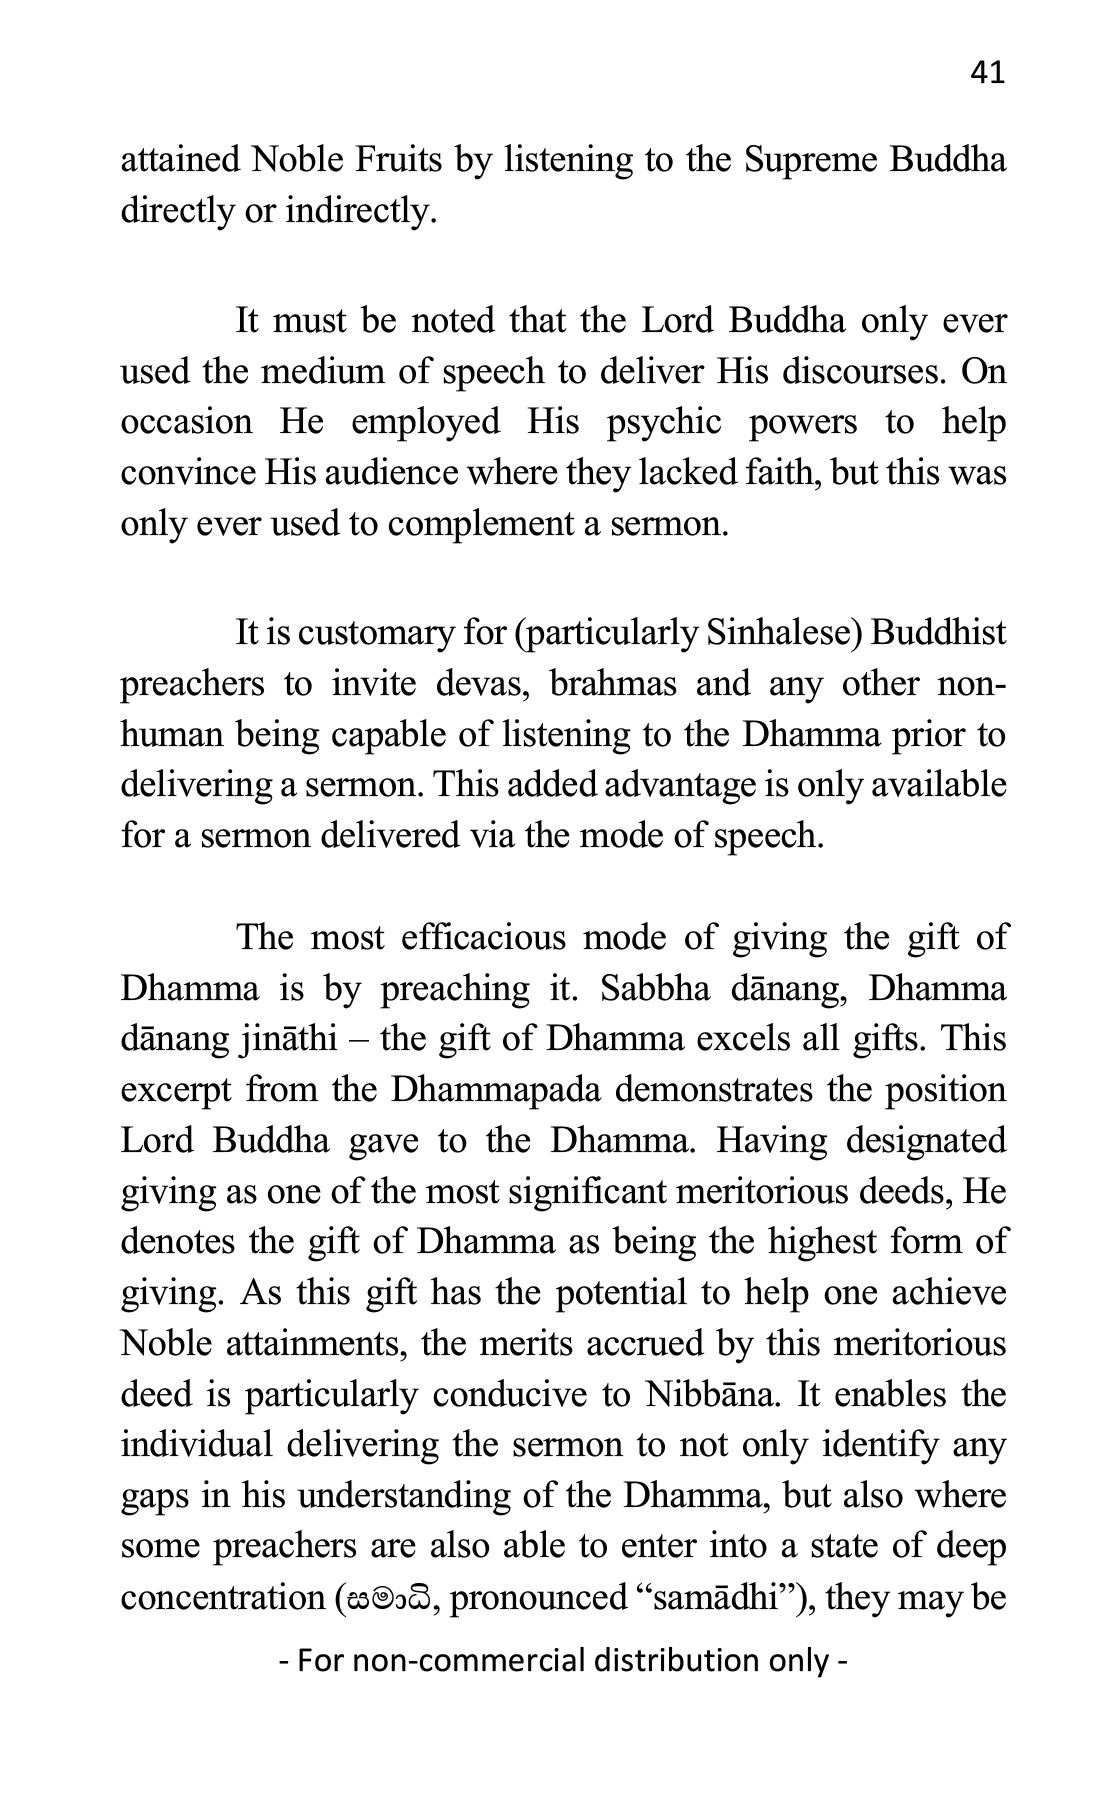 41
attained Noble Fruits by listening to the Supreme Buddha
directly or indirectly.
It must be noted that the Lord Buddha only ever
used the medium of speech to deliver His discourses. On
occasion He employed His psychic powers to help
convince His audience where they lacked faith, but this was
only ever used to complement a sermon.
It is customary for (particularly Sinhalese) Buddhist
preachers to invite devas, brahmas and any other non-
human being capable of listening to the Dhamma prior to
delivering a sermon. This added advantage is only available
for a sermon delivered via the mode of speech.
The most efficacious mode of giving the gift of
Dhamma is by preaching it. Sabbha dānang, Dhamma
dānang jināthi – the gift of Dhamma excels all gifts. This
excerpt from the Dhammapada demonstrates the position
Lord Buddha gave to the Dhamma. Having designated
giving as one of the most significant meritorious deeds, He
denotes the gift of Dhamma as being the highest form of
giving. As this gift has the potential to help one achieve
Noble attainments, the merits accrued by this meritorious
deed is particularly conducive to Nibbāna. It enables the
individual delivering the sermon to not only identify any
gaps in his understanding of the Dhamma, but also where
some preachers are also able to enter into a state of deep
concentration (සමාධි, pronounced “samādhi”), they may be
- For non-commercial distribution only -